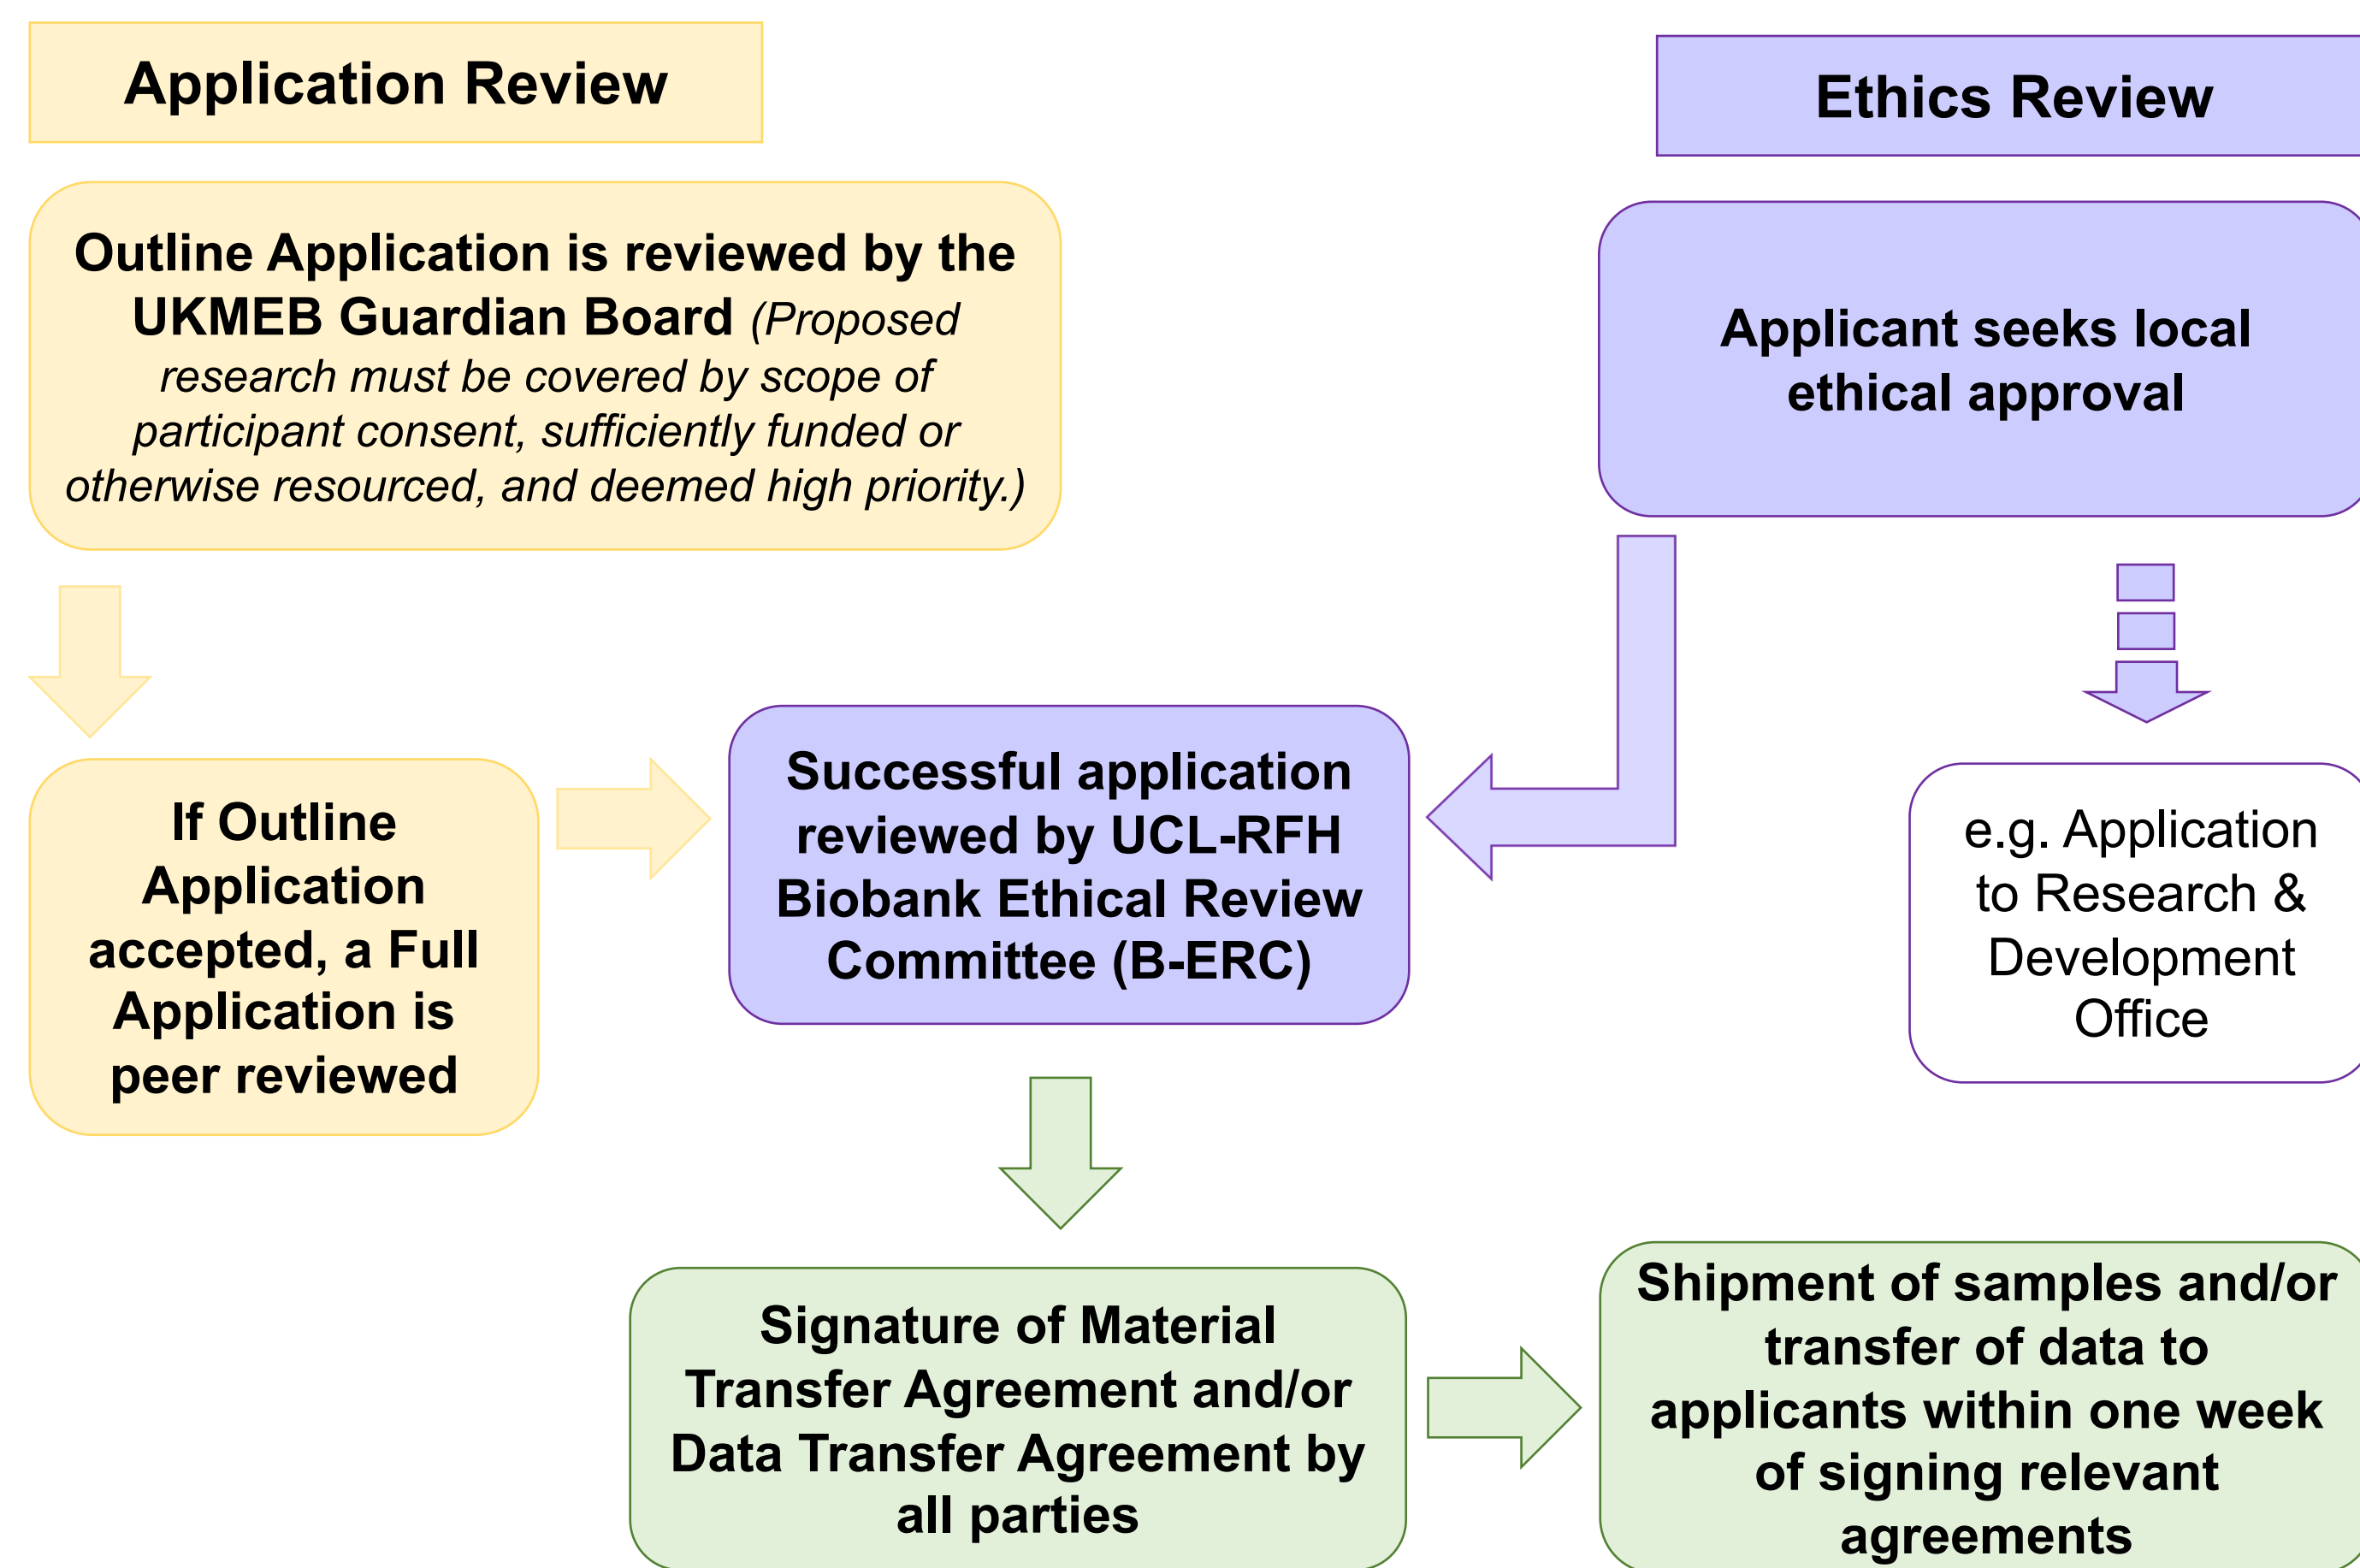 Application Review
Ethics Review
Outline Application is reviewed by the
UKMEB Guardian Board (Proposed
research must be covered by scope of
participant consent, sufficiently funded or
otherwise resourced, and deemed high priority.)
Applicant seeks local
ethical approval
If Outline
Application
accepted, a Full
Application is
peer reviewed
Successful application
reviewed by UCL-RFH
Biobank Ethical Review
Committee (B-ERC)
e.g. Application
to Research &
Development
Office
Signature of Material
Transfer Agreement and/or
Data Transfer Agreement by
all parties
Shipment of samples and/or
transfer of data to
applicants within one week
of signing relevant
agreements